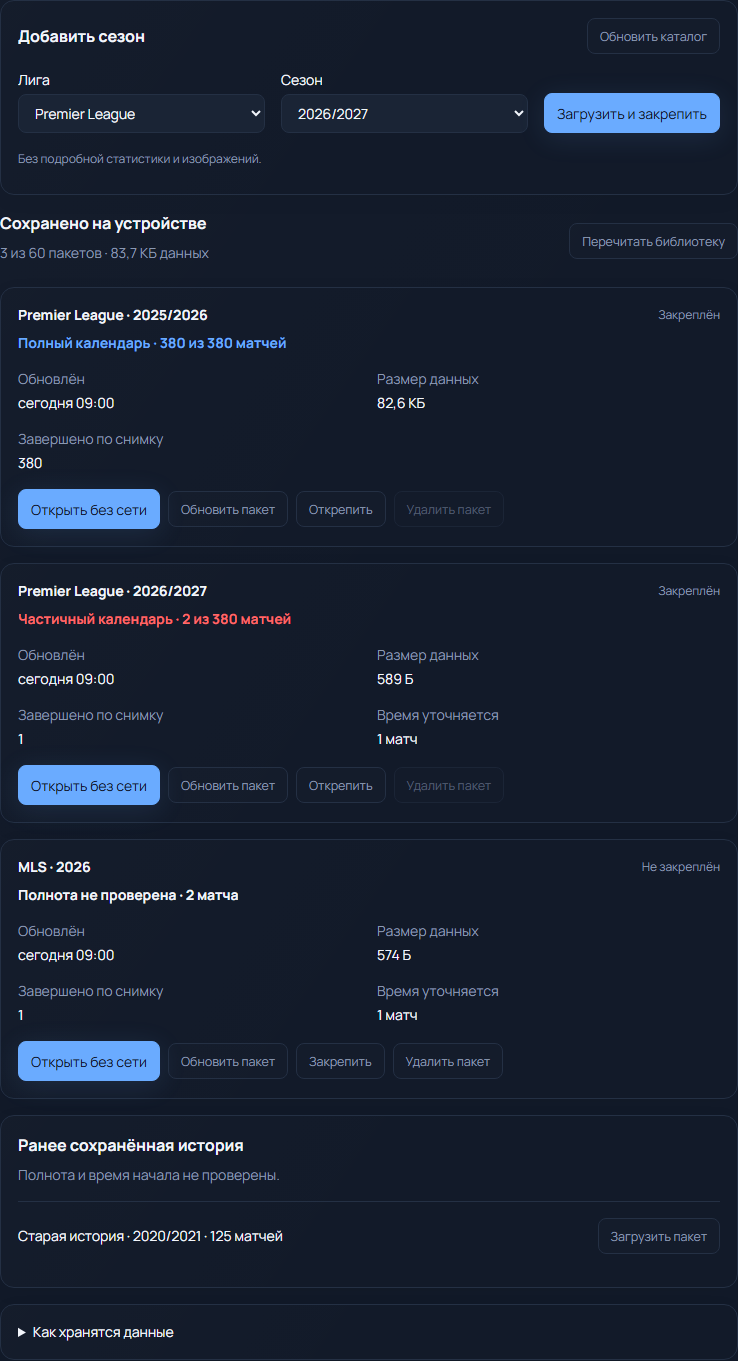 Добавить сезон
Обновить каталог
Лига
Сезон
Premier League
2026/2027
Загрузить и закрепить
Без подробной статистики и изображений.
Сохранено на устройстве
3 из 60 пакетов · 83,7 КБ данных
Перечитать библиотеку
Premier League · 2025/2026
Закреплён
Полный календарь · 380 из 380 матчей
Обновлён
Размер данных
сегодня 09:00
82,6 КБ
Завершено по снимку
380
Открыть без сети
Обновить пакет
Открепить
Удалить пакет
Premier League · 2026/2027
Закреплён
Частичный календарь · 2 из 380 матчей
Обновлён
Размер данных
сегодня 09:00
589 Б
Завершено по снимку
Время уточняется
1
1 матч
Открыть без сети
Обновить пакет
Открепить
Удалить пакет
MLS · 2026
Не закреплён
Полнота не проверена · 2 матча
Обновлён
Размер данных
сегодня 09:00
574 Б
Завершено по снимку
Время уточняется
1
1 матч
Открыть без сети
Обновить пакет
Закрепить
Удалить пакет
Ранее сохранённая история
Полнота и время начала не проверены.
Старая история · 2020/2021 · 125 матчей
Загрузить пакет
Как хранятся данные